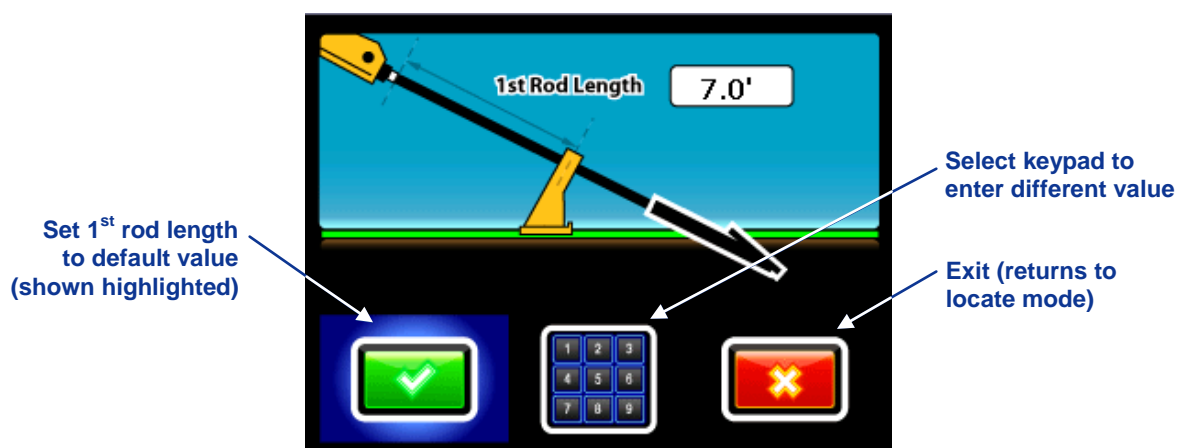 1st Rod Length 7.0'
Select keypad to
enter different value
Set 1st rod length
to default value
(shown highlighted)
Exit (returns to
locate mode)
1 2 3
4 5 6
7 8 9